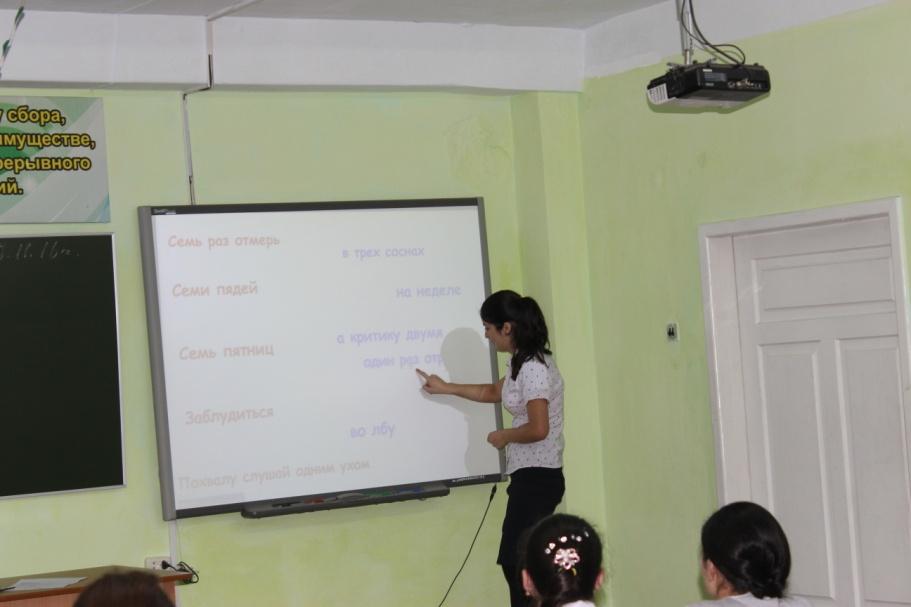 у сбора,
имуществе,
рерывного
ий.
Семь раз отмерь
в трех соснах
Семи пядей
на неделе
а критику двумя
Семь пятниц
один раз отр
Заблудиться
во лбу
Похвалу слушай одним ухом